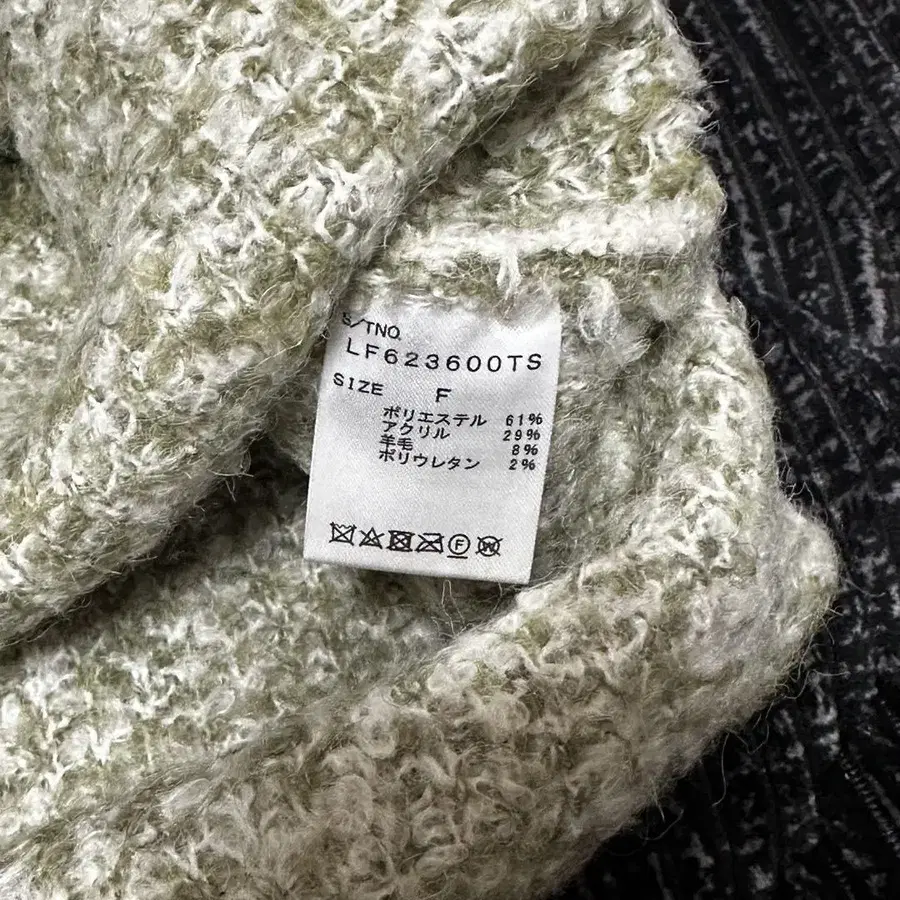 S/TNO.
LF623600TS
SIZE F
ポリエステル 61%
アクリル 29%
羊毛 8%
ポリウレタン 2%
F W